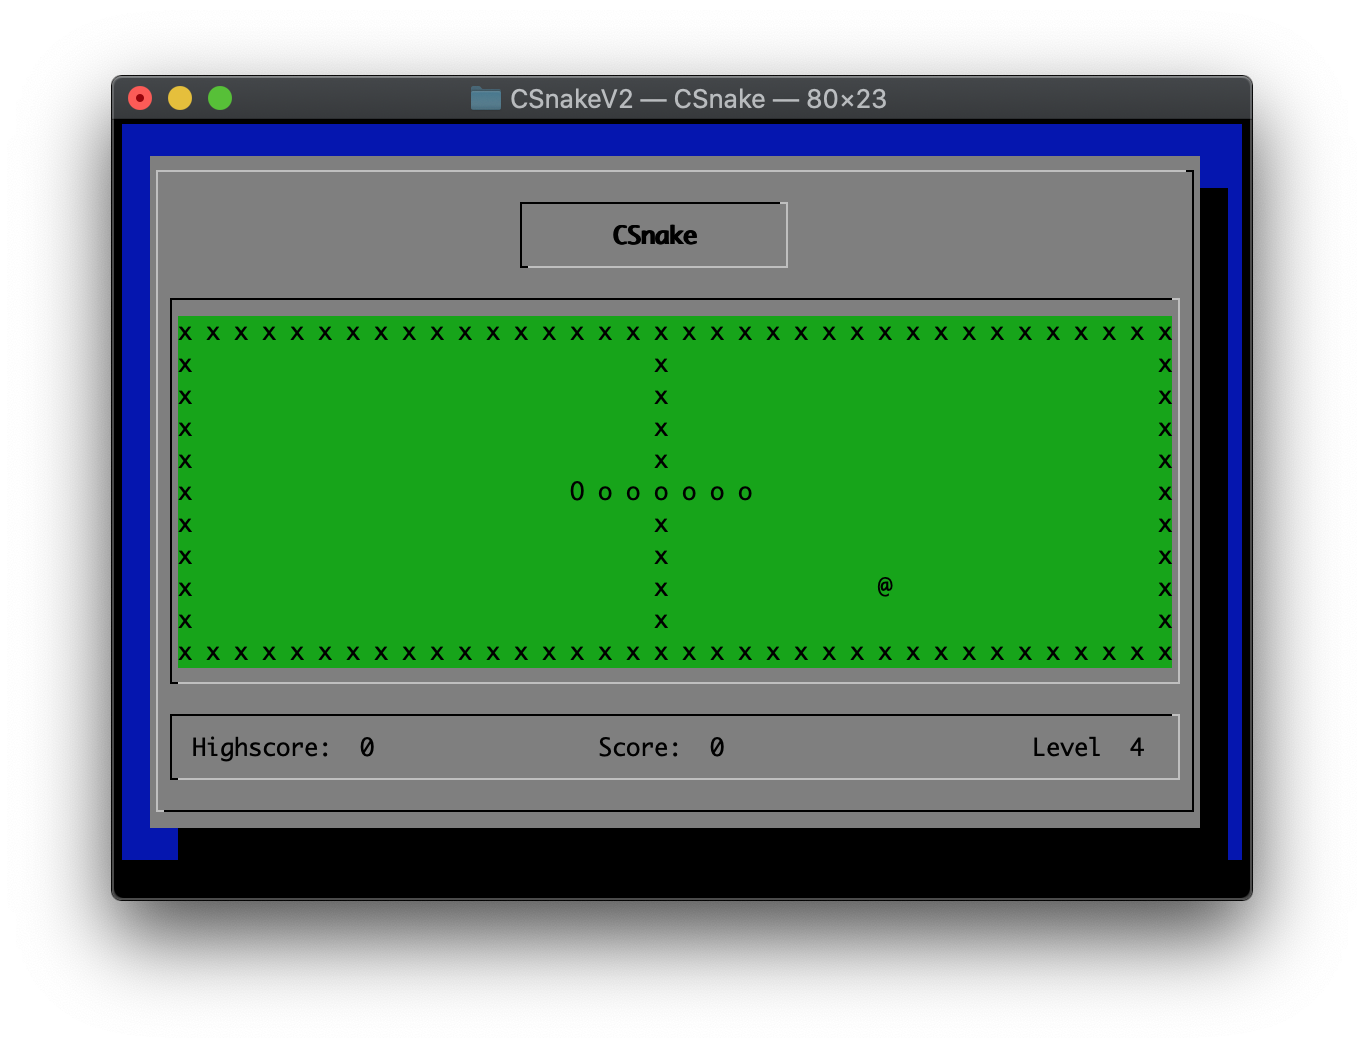 CSnakeV2 — CSnake — 80×23
CSnake
x x x x x x x x x x x x x x x x x x x x x x x x x x x x x x x x x x x x
x x x
x x x
x x x
x x x
x O o o o o o o x
x x x
x x x
x x @ x
x x x
x x x x x x x x x x x x x x x x x x x x x x x x x x x x x x x x x x x x
Highscore: 0 Score: 0 Level 4